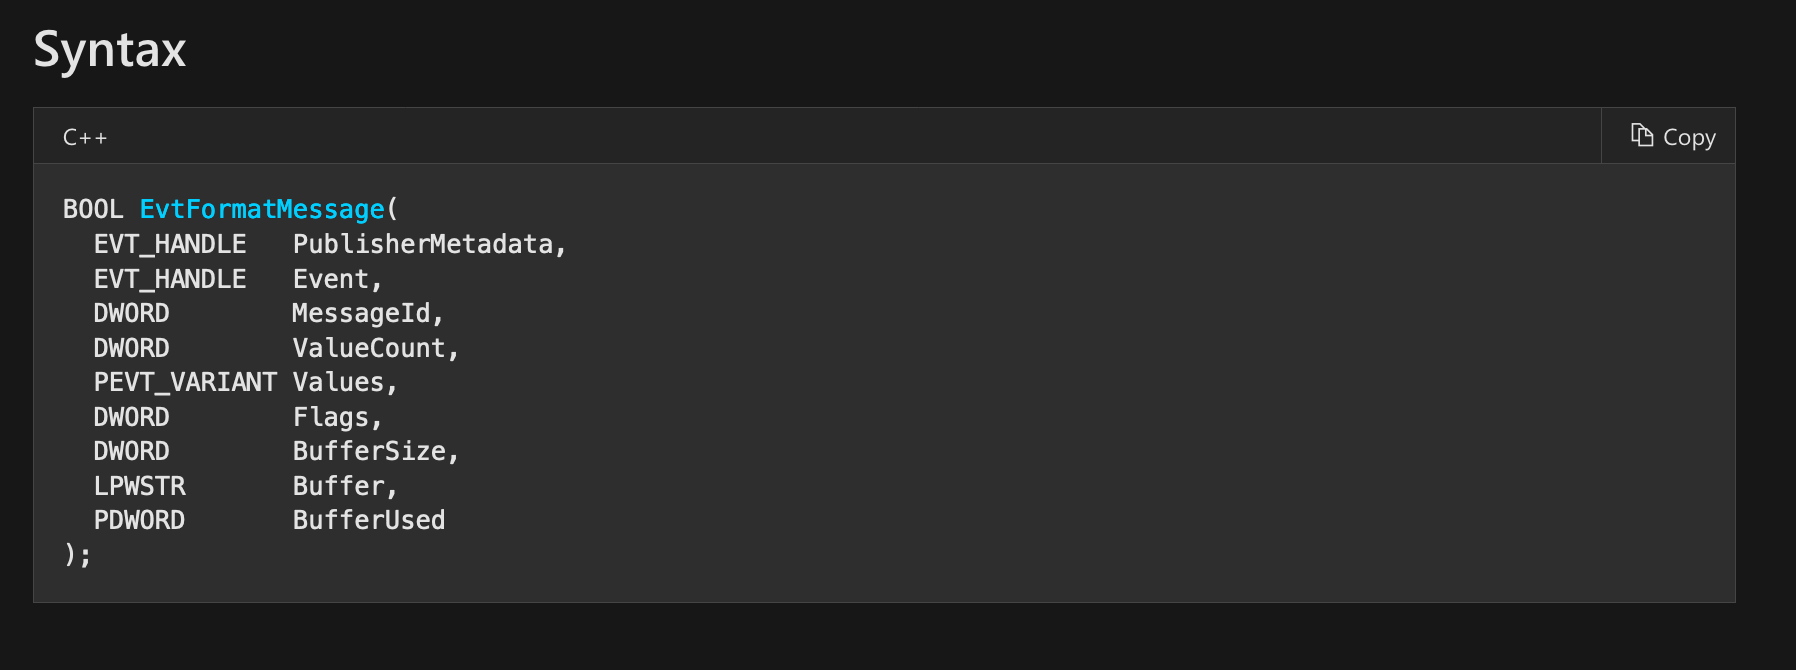 Syntax
C++
Copy
BOOL EvtFormatMessage(
  EVT_HANDLE   PublisherMetadata,
  EVT_HANDLE   Event,
  DWORD        MessageId,
  DWORD        ValueCount,
  PEVT_VARIANT Values,
  DWORD        Flags,
  DWORD        BufferSize,
  LPWSTR       Buffer,
  PDWORD       BufferUsed
);